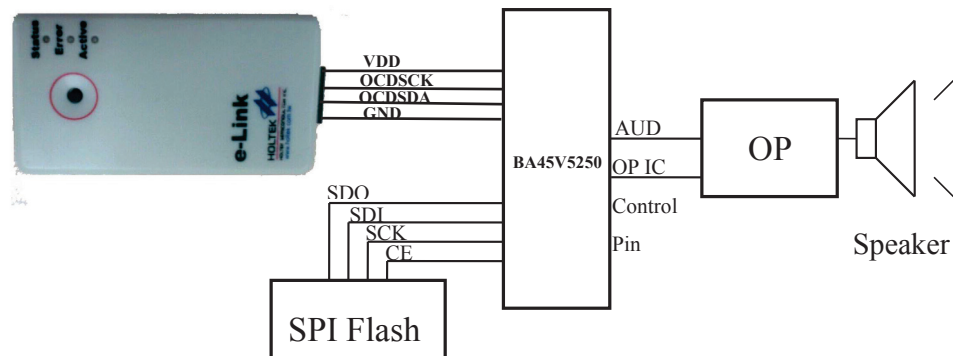 Status
Error
Active
e-Link
HOLTEK
VDD
OCDSCK
OCDSDA
GND
BA45V5250
AUD
OP IC
Control
Pin
OP
Speaker
SDO
SDI
SCK
CE
SPI Flash